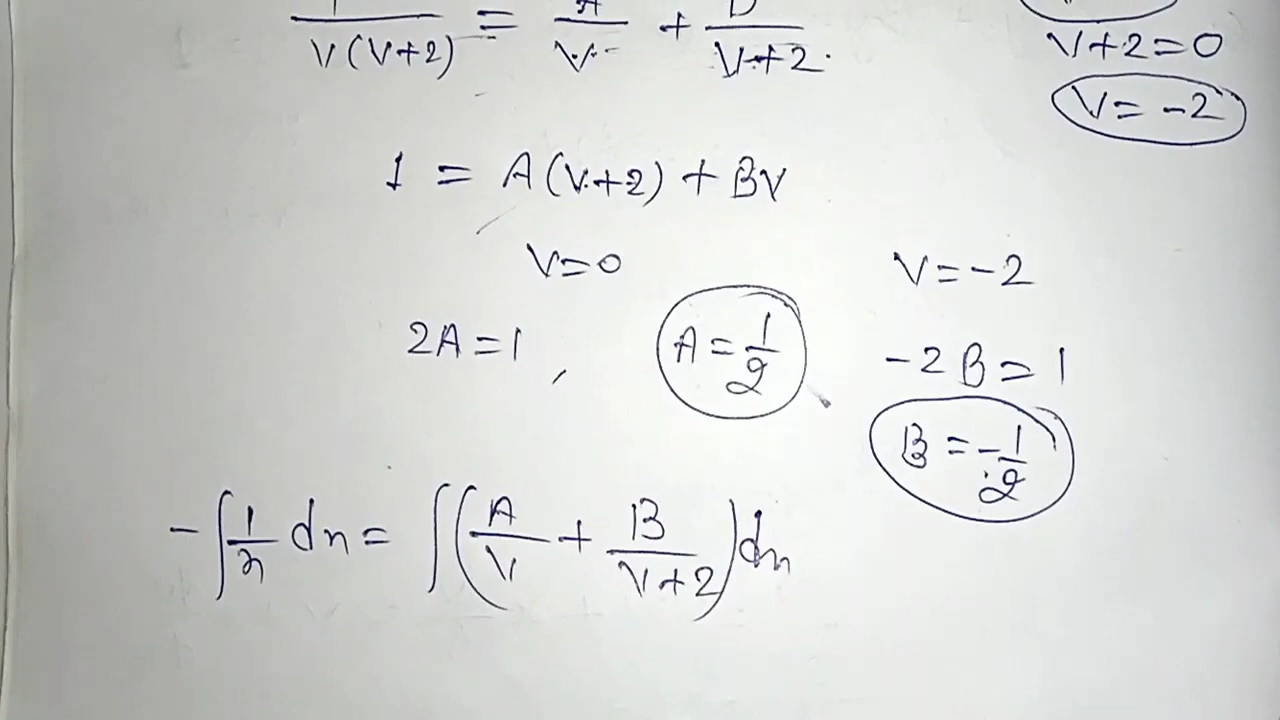 1/V(V+2) = A/V + B/V+2.
V+2=0
V= -2
1 = A(V+2) + BV
V=0
V=-2
2A=1, A=1/2
-2B=1
B=-1/2
-∫1/x dx = ∫(A/V + B/V+2)dx